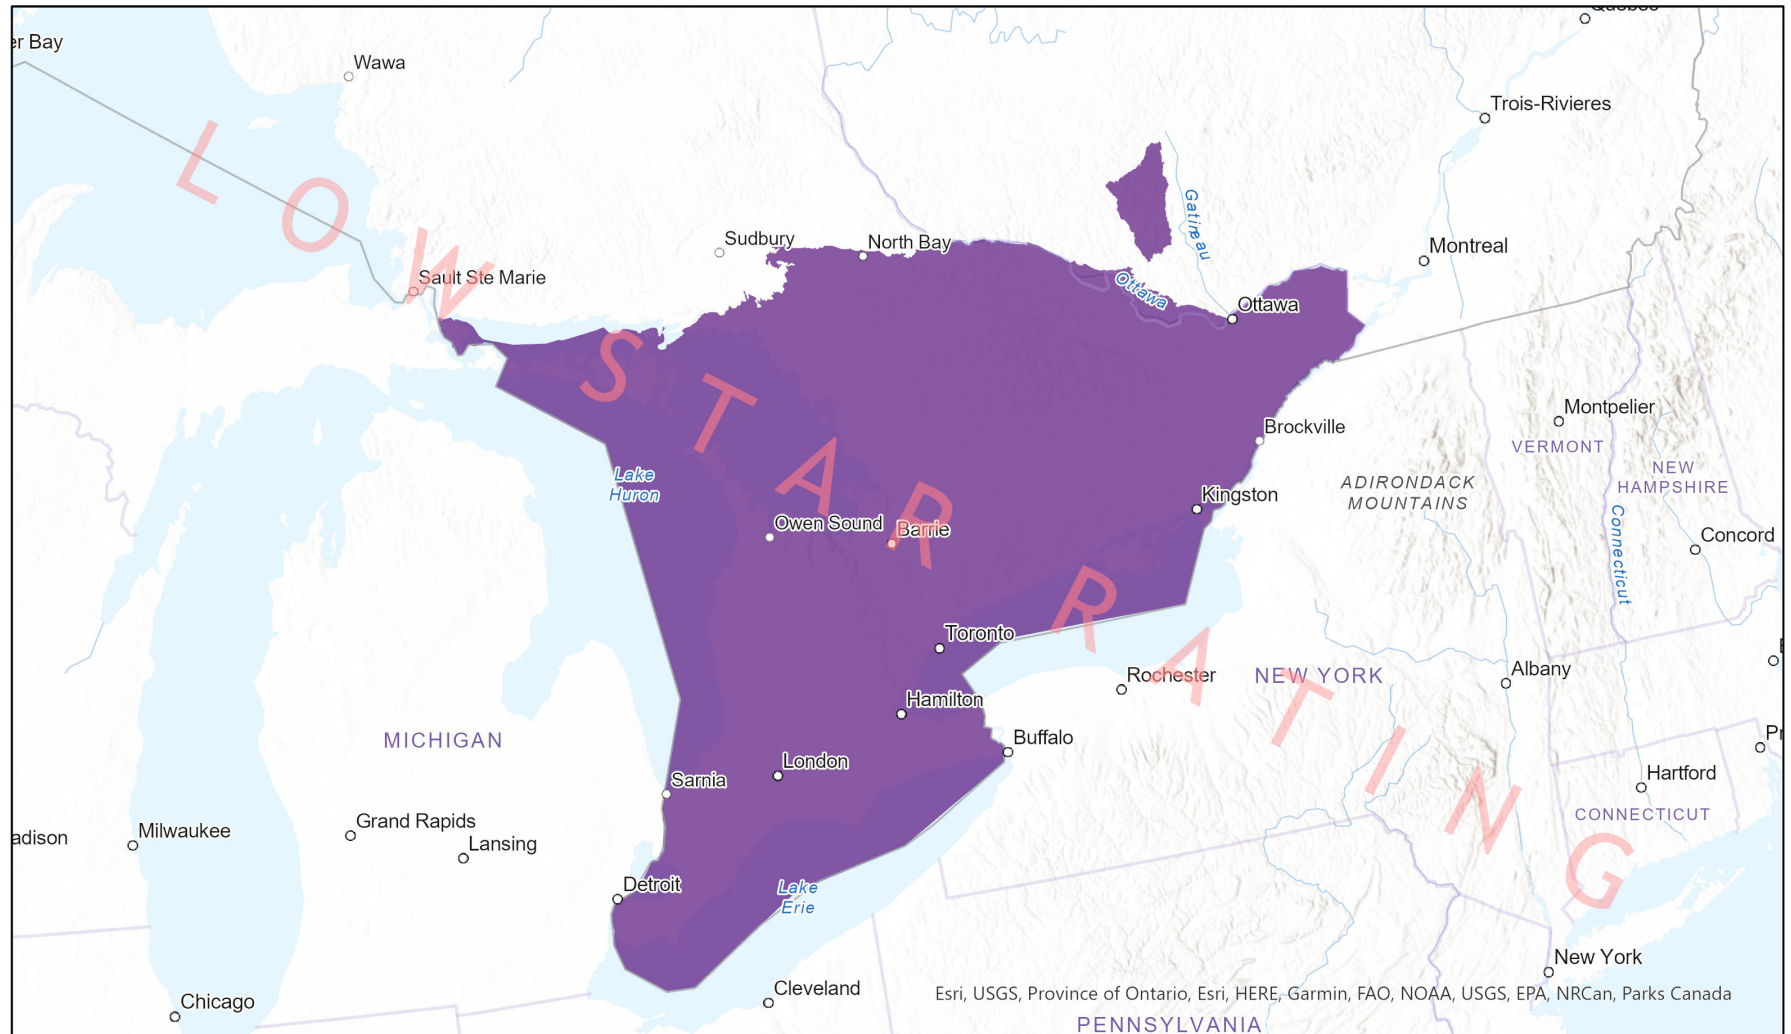 Quebec
er Bay
Wawa
Trois-Rivieres
Gatineau
Sudbury
North Bay
Montreal
Sault Ste Marie
Ottawa
Ottawa
LOW STAR RATING
Montpelier
Brockville
VERMONT
NEW
HAMPSHIRE
Lake
Huron
ADIRONDACK
MOUNTAINS
Kingston
Owen Sound
Barrie
Connecticut
Concord
Toronto
Rochester
NEW YORK
Albany
Hamilton
MICHIGAN
Buffalo
London
Sarnia
Hartford
CONNECTICUT
Grand Rapids
Milwaukee
adison
Lansing
Detroit
Lake
Erie
New York
Cleveland
Chicago
Esri, USGS, Province of Ontario, Esri, HERE, Garmin, FAO, NOAA, USGS, EPA, NRCan, Parks Canada
PENNSYLVANIA